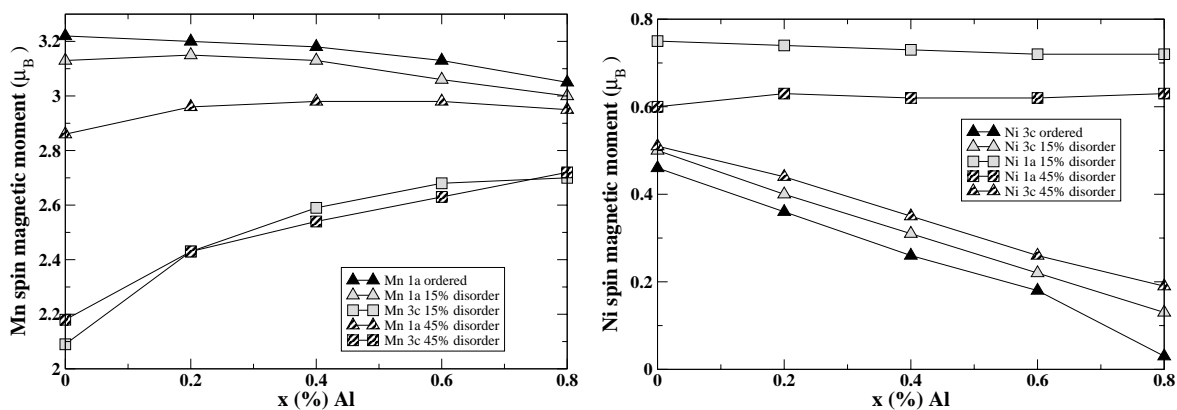 3.2
3
2.8
2.6
2.4
2.2
2
Mn spin magnetic moment (μB)
Mn 1a ordered
Mn 1a 15% disorder
Mn 3c 15% disorder
Mn 1a 45% disorder
Mn 3c 45% disorder
0 0.2 0.4 0.6 0.8
x (%) Al
0.8
0.6
0.4
0.2
0
Ni spin magnetic moment (μB)
Ni 3c ordered
Ni 3c 15% disorder
Ni 1a 15% disorder
Ni 1a 45% disorder
Ni 3c 45% disorder
0 0.2 0.4 0.6 0.8
x (%) Al